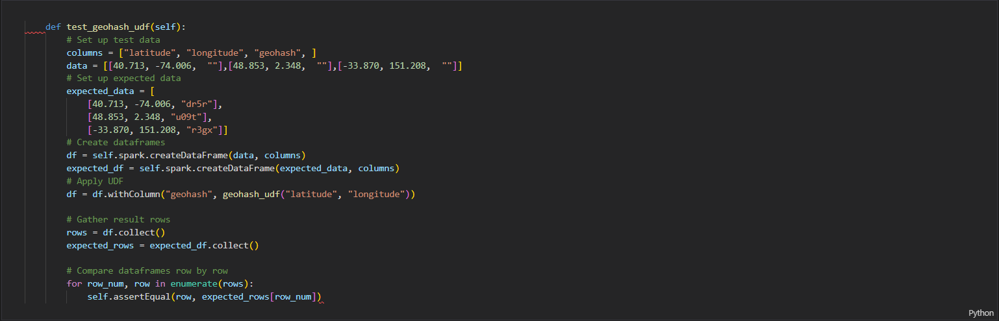 def test_geohash_udf(self):
# Set up test data
columns = ["latitude", "longitude", "geohash", ]
data = [[40.713, -74.006,  ""],[48.853, 2.348,  ""],[-33.870, 151.208,  ""]]
# Set up expected data
expected_data = [
[40.713, -74.006, "dr5r"],
[48.853, 2.348, "u09t"],
[-33.870, 151.208, "r3gx"]]
# Create dataframes
df = self.spark.createDataFrame(data, columns)
expected_df = self.spark.createDataFrame(expected_data, columns)
# Apply UDF
df = df.withColumn("geohash", geohash_udf("latitude", "longitude"))
# Gather result rows
rows = df.collect()
expected_rows = expected_df.collect()
# Compare dataframes row by row
for row_num, row in enumerate(rows):
self.assertEqual(row, expected_rows[row_num])
Python